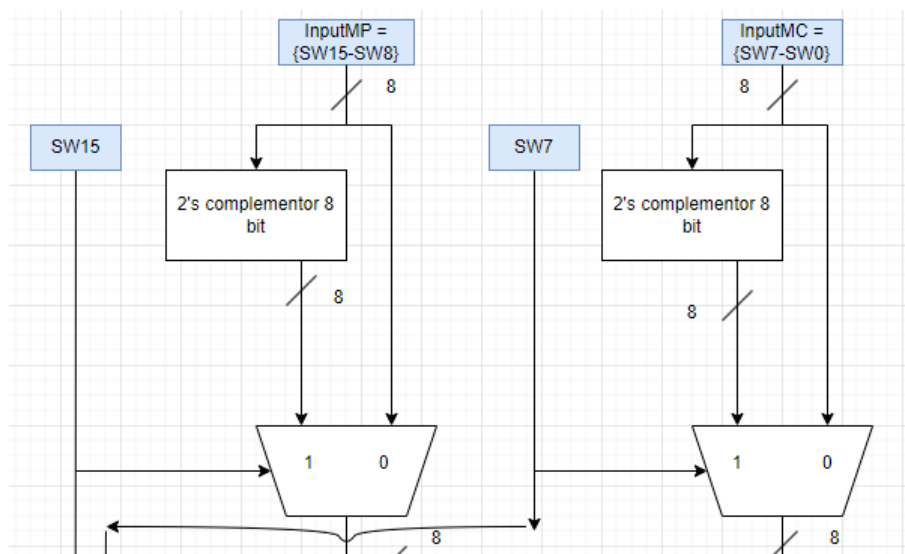 InputMP =
{SW15-SW8}
InputMC =
{SW7-SW0}
8
8
SW15
SW7
2's complementor 8
bit
2's complementor 8
bit
8
8
1
0
1
0
8
8